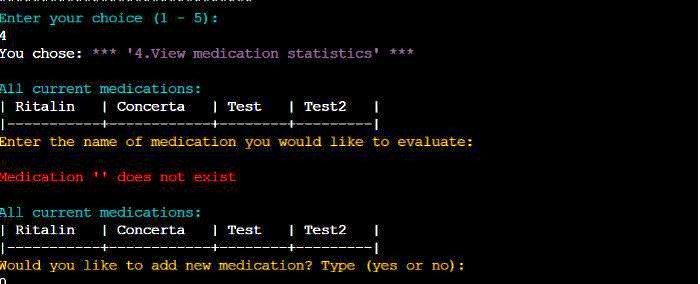 Enter your choice (1 - 5):
4
You chose: *** '4.View medication statistics' ***
All current medications:
| Ritalin | Concerta | Test | Test2 |
|-----------+------------+--------+---------|
Enter the name of medication you would like to evaluate:
Medication '' does not exist
All current medications:
| Ritalin | Concerta | Test | Test2 |
|-----------+------------+--------+---------|
Would you like to add new medication? Type (yes or no):